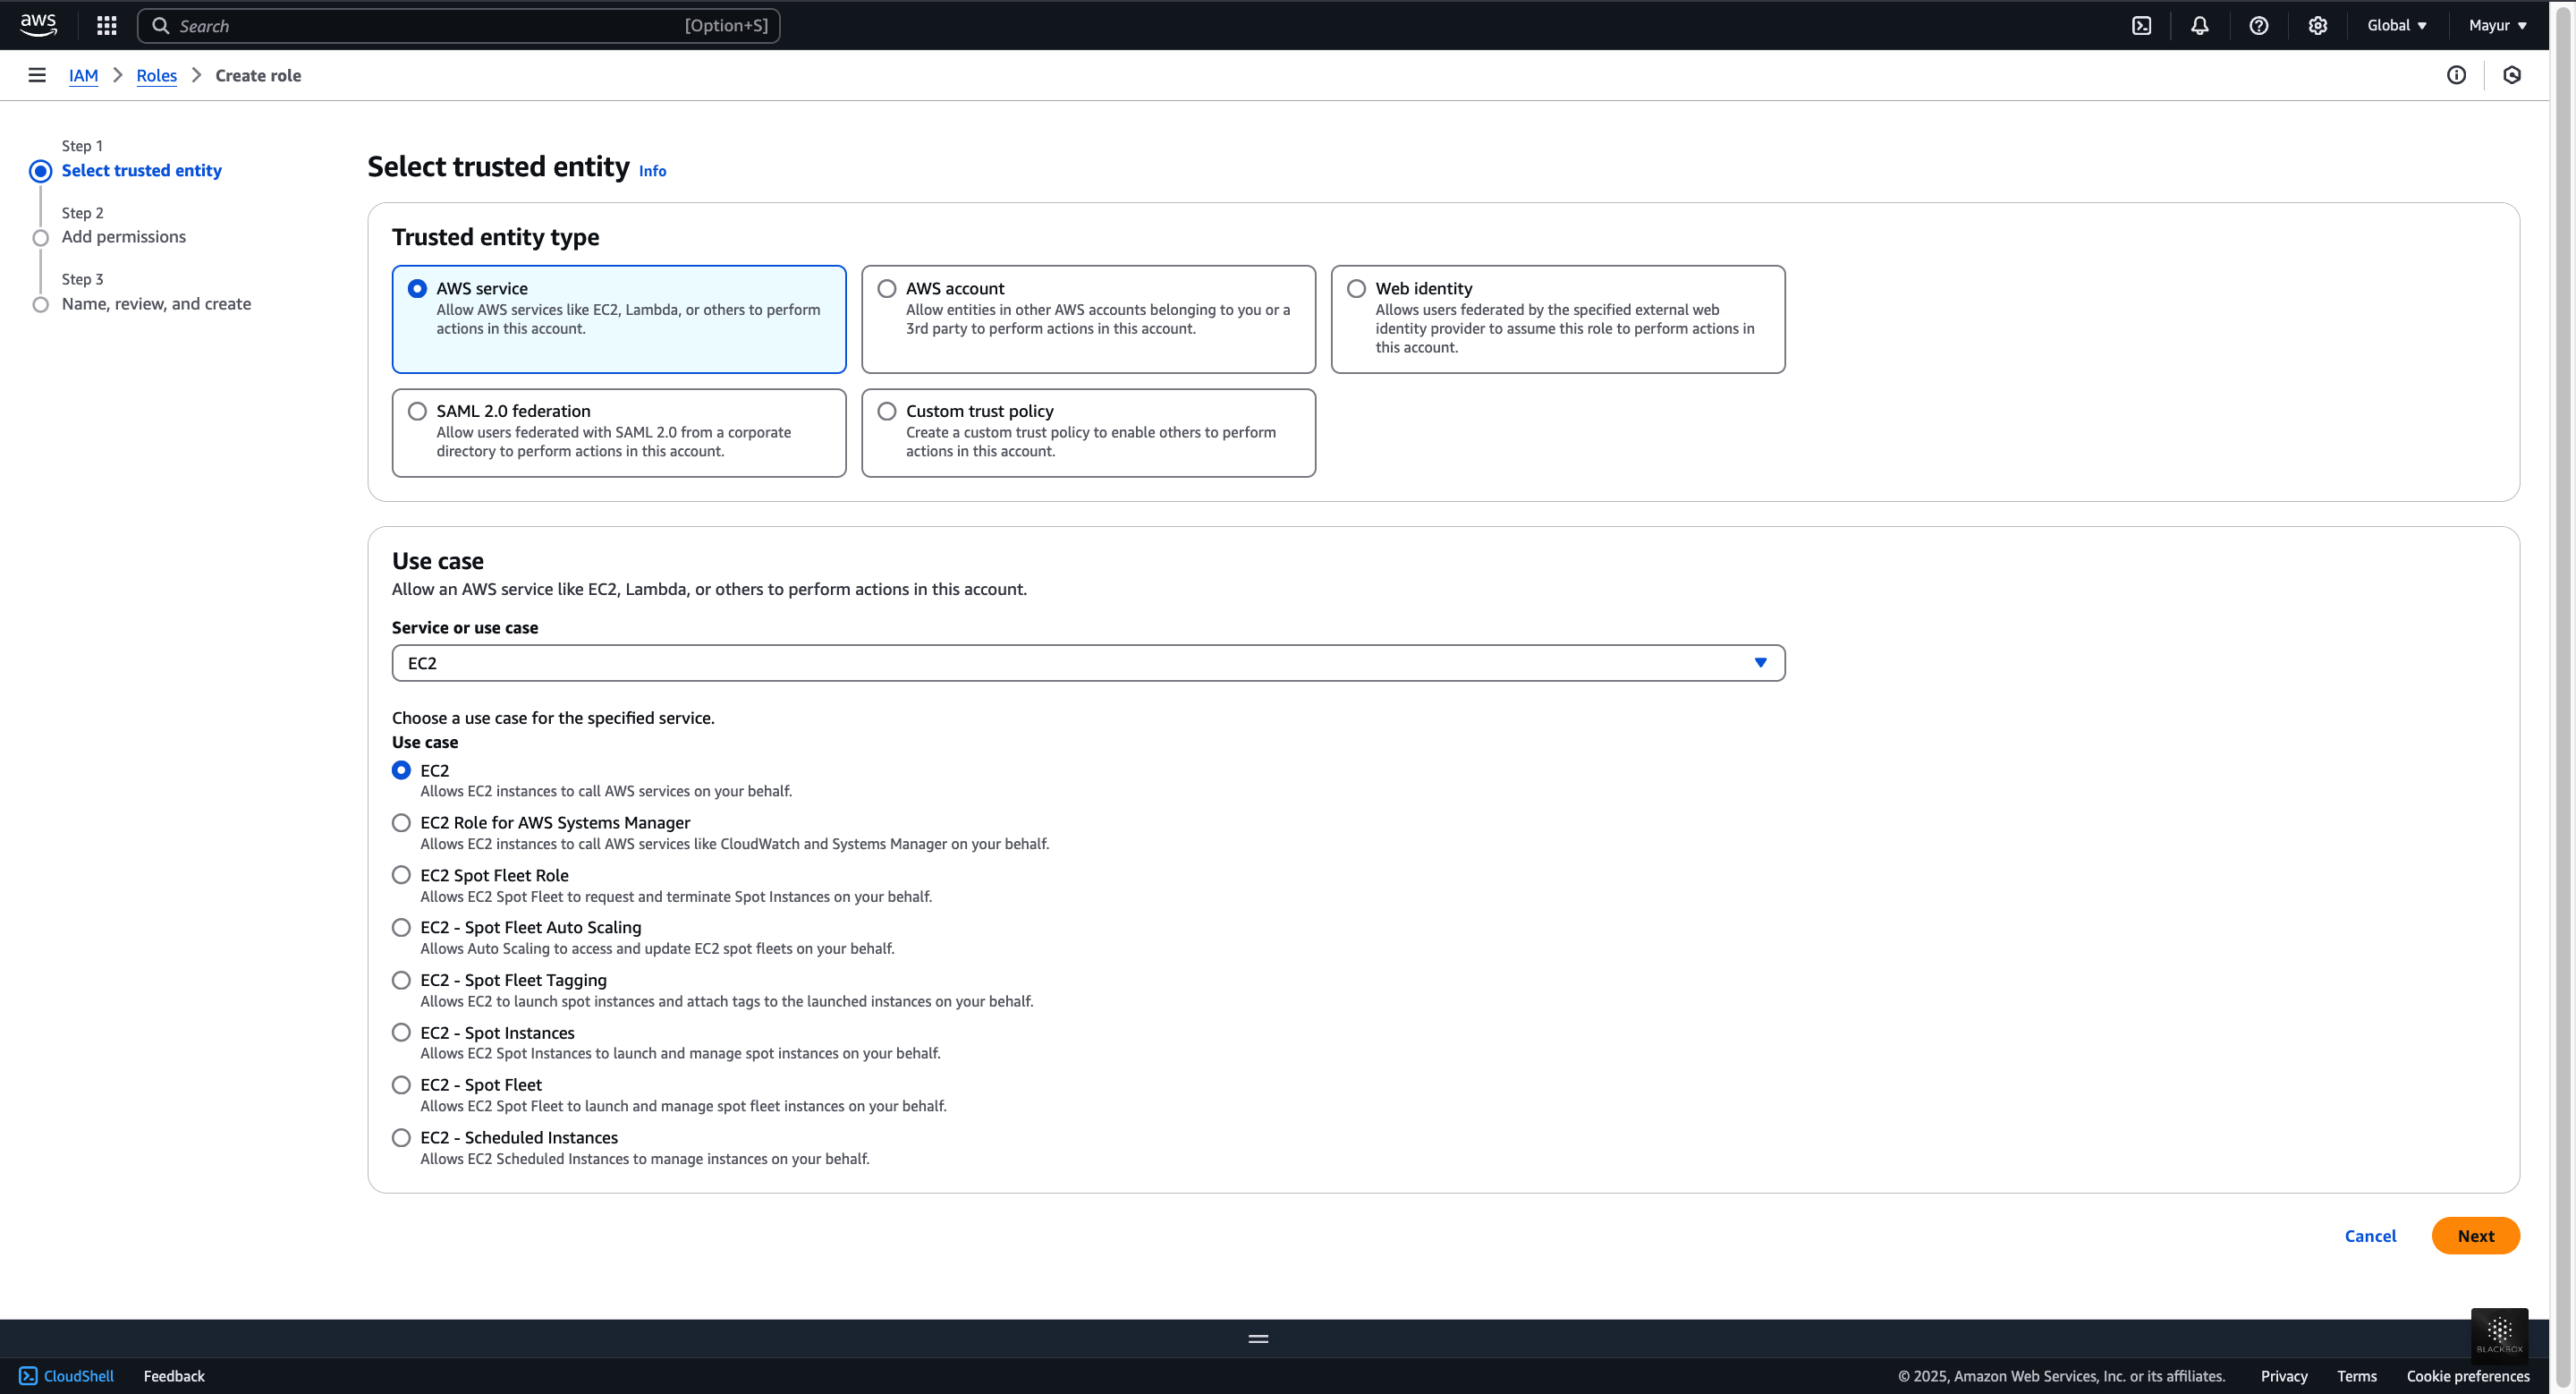 aws
Search
[Option+S]
Global
Mayur
IAM
Roles
Create role
Step 1
Select trusted entity
Step 2
Add permissions
Step 3
Name, review, and create
Select trusted entity Info
Trusted entity type
AWS service
Allow AWS services like EC2, Lambda, or others to perform
actions in this account.
AWS account
Allow entities in other AWS accounts belonging to you or a
3rd party to perform actions in this account.
Web identity
Allows users federated by the specified external web
identity provider to assume this role to perform actions in
this account.
SAML 2.0 federation
Allow users federated with SAML 2.0 from a corporate
directory to perform actions in this account.
Custom trust policy
Create a custom trust policy to enable others to perform
actions in this account.
Use case
Allow an AWS service like EC2, Lambda, or others to perform actions in this account.
Service or use case
EC2
Choose a use case for the specified service.
Use case
EC2
Allows EC2 instances to call AWS services on your behalf.
EC2 Role for AWS Systems Manager
Allows EC2 instances to call AWS services like CloudWatch and Systems Manager on your behalf.
EC2 Spot Fleet Role
Allows EC2 Spot Fleet to request and terminate Spot Instances on your behalf.
EC2 - Spot Fleet Auto Scaling
Allows Auto Scaling to access and update EC2 spot fleets on your behalf.
EC2 - Spot Fleet Tagging
Allows EC2 to launch spot instances and attach tags to the launched instances on your behalf.
EC2 - Spot Instances
Allows EC2 Spot Instances to launch and manage spot instances on your behalf.
EC2 - Spot Fleet
Allows EC2 Spot Fleet to launch and manage spot fleet instances on your behalf.
EC2 - Scheduled Instances
Allows EC2 Scheduled Instances to manage instances on your behalf.
Cancel
Next
BLACKBOX
CloudShell
Feedback
© 2025, Amazon Web Services, Inc. or its affiliates.
Privacy
Terms
Cookie preferences